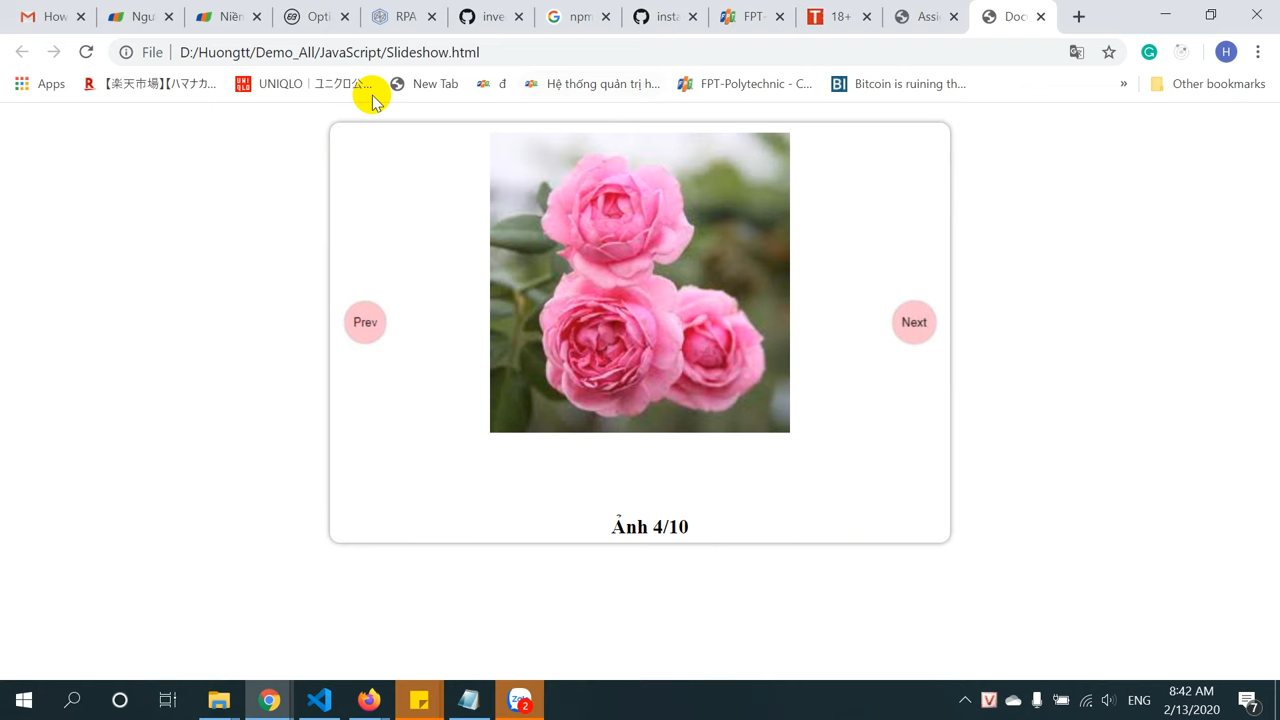 How Ngu Niền Opti RPA inve npm insta FPT- 18+ Assi Doc
File D:/Huongtt/Demo_All/JavaScript/Slideshow.html H
Apps 【楽天市場】【ハマナカ... UNIQLO｜ユニクロ公... New Tab đ Hệ thống quản trị h... FPT-Polytechnic - C... Bitcoin is ruining th... » Other bookmarks
Prev
Next
Ảnh 4/10
ENG 8:42 AM
2/13/2020